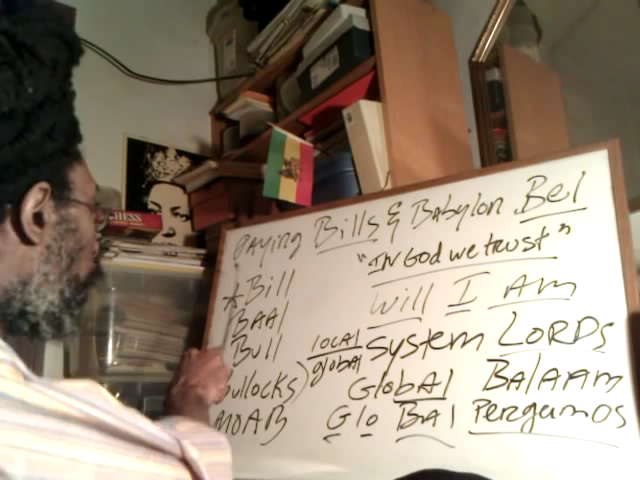 PAYING Bills & Babylon Bel
"IN GOD we trust"
* Bill
Will I Am
BAAl
local
global
System LORDS
Bull
Bullocks)
GlobAl BAlAAm
MOAB
Glo BAl Pergamos
CHESS